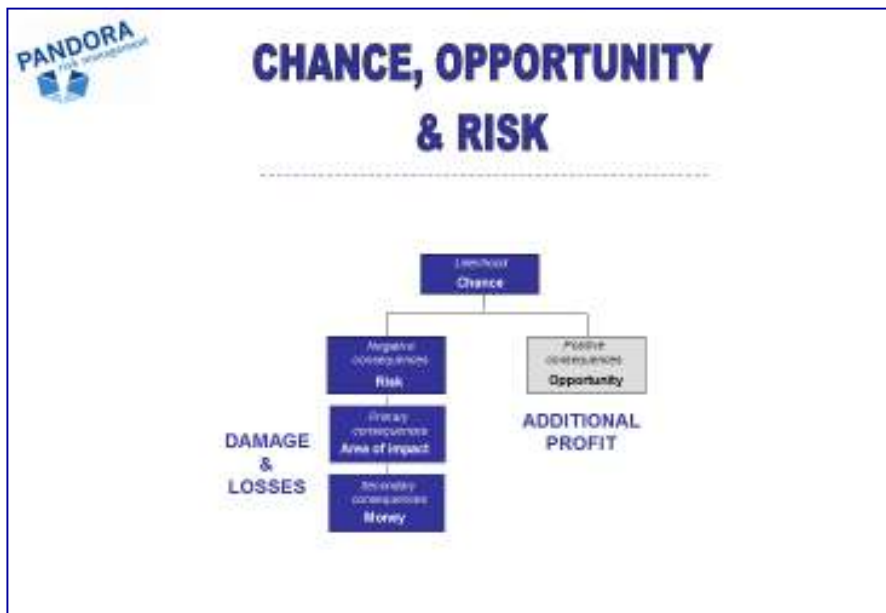 PANDORA
risk management
CHANCE, OPPORTUNITY
& RISK
Likelihood
Chance
Negative
consequences
Risk
Positive
consequences
Opportunity
Primary
consequences
Area of impact
ADDITIONAL
PROFIT
DAMAGE
&
LOSSES
Secondary
consequences
Money